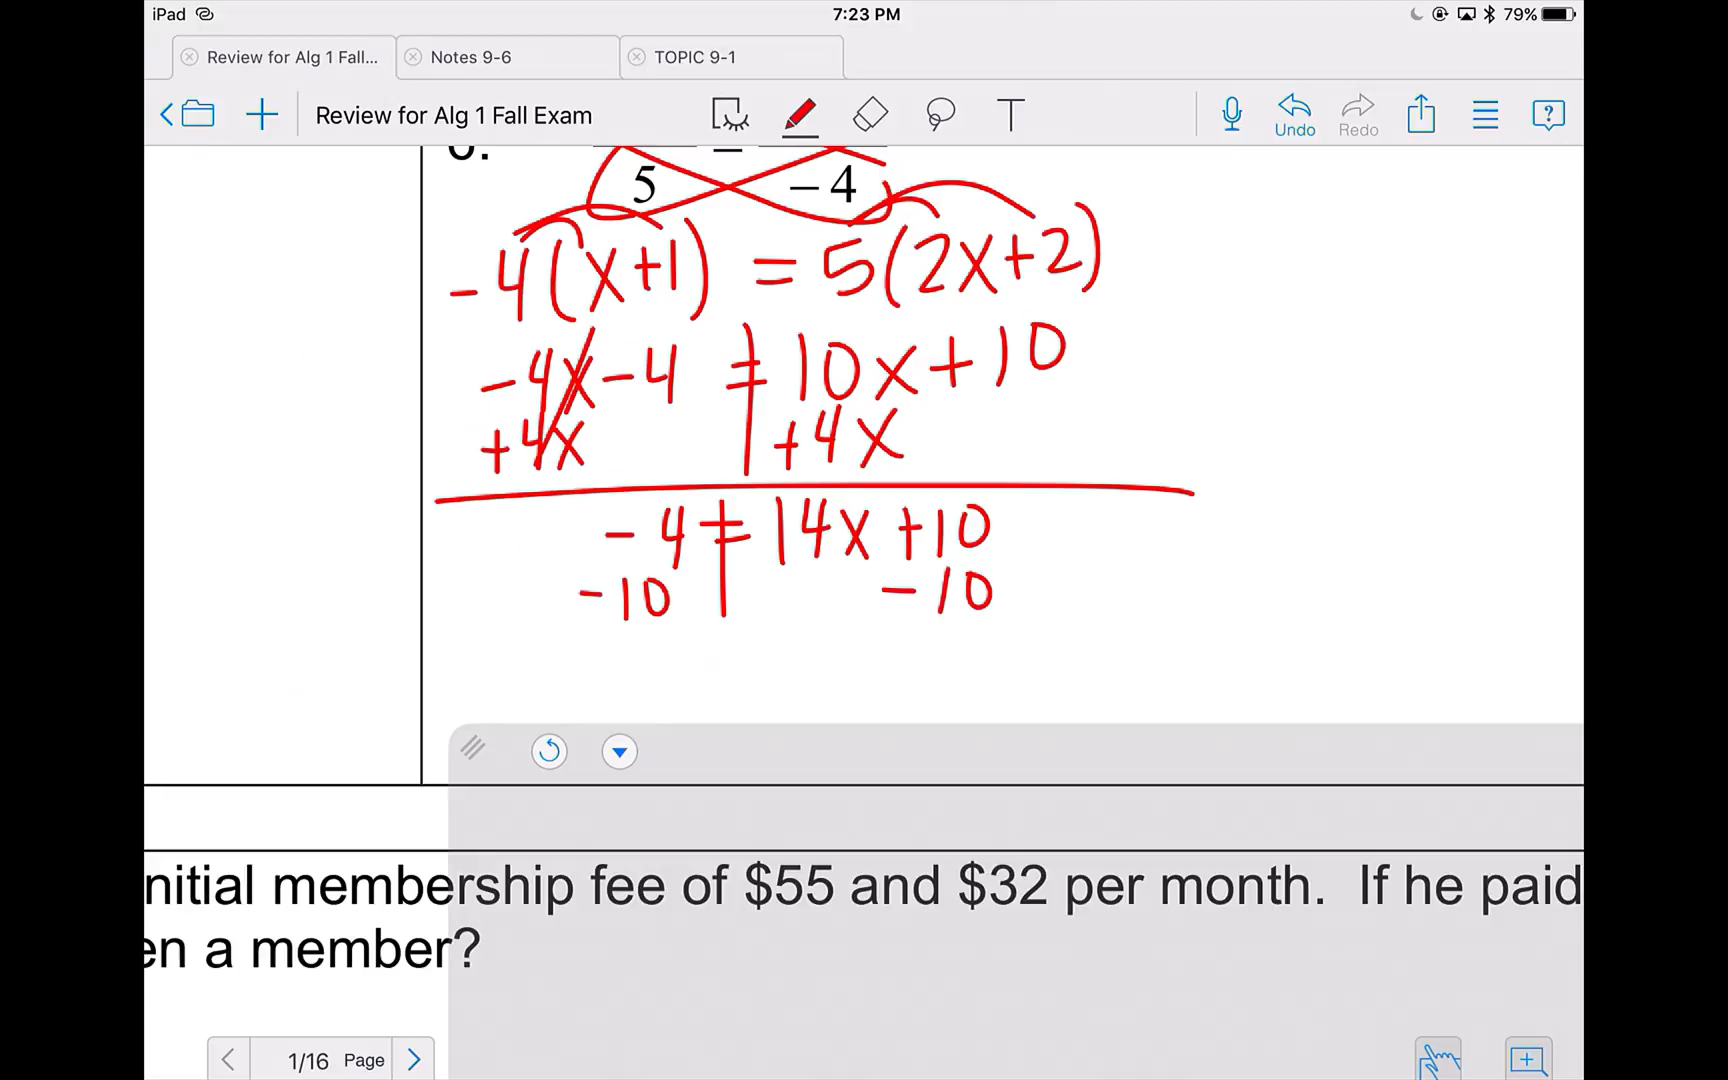 iPad 7:23 PM 79%
Review for Alg 1 Fall... Notes 9-6 TOPIC 9-1
Review for Alg 1 Fall Exam T Undo Redo ?
=
5 – 4
-4(x+1) = 5(2x+2)
-4x-4 = 10x+10
+4x +4x
-4 = 14x +10
-10 -10
nitial membership fee of $55 and $32 per month. If he paid
en a member?
1/16 Page